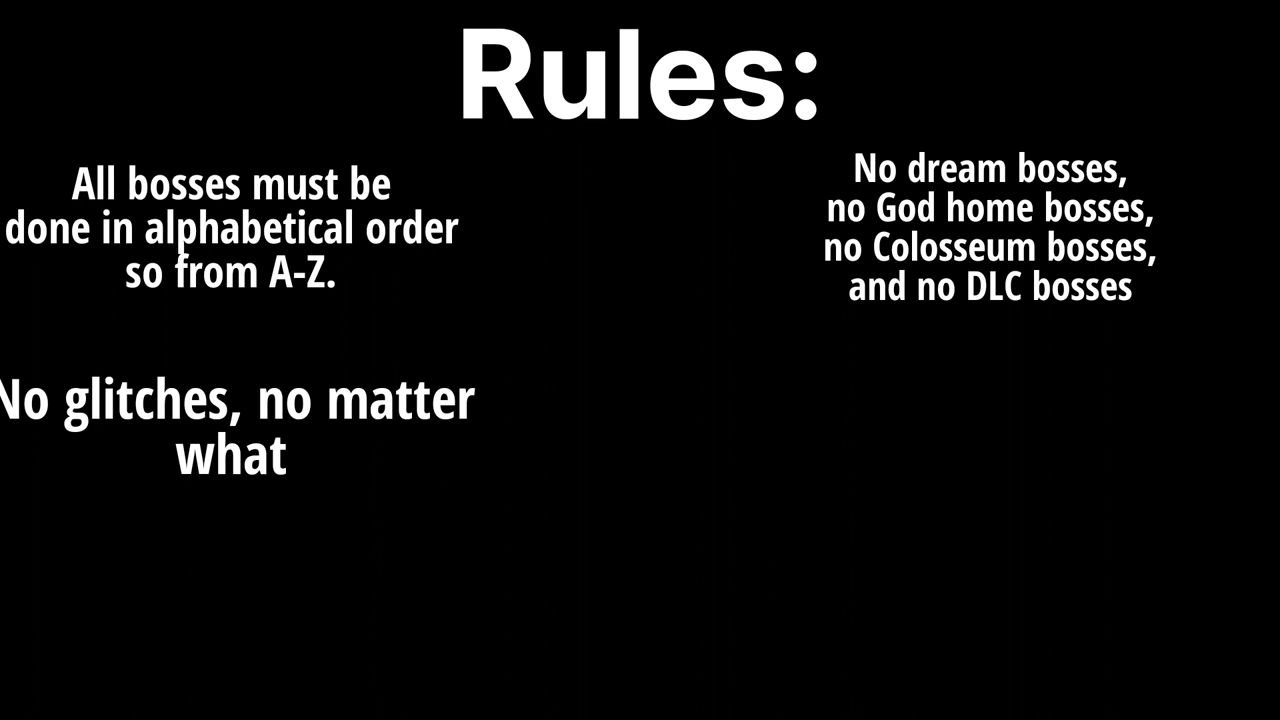 Rules:
All bosses must be
done in alphabetical order
so from A-Z.
No dream bosses,
no God home bosses,
no Colosseum bosses,
and no DLC bosses
No glitches, no matter
what